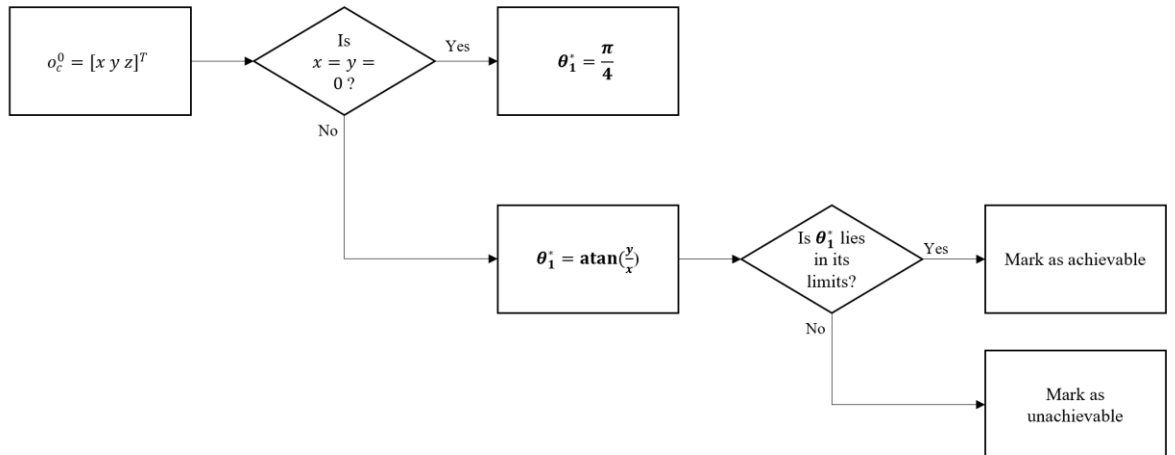 o_c^0 = [x y z]^T
Is
x = y =
0 ?
Yes
θ_1^* = π/4
No
θ_1^* = atan(y/x)
Is θ_1^* lies
in its
limits?
Yes
Mark as achievable
No
Mark as
unachievable